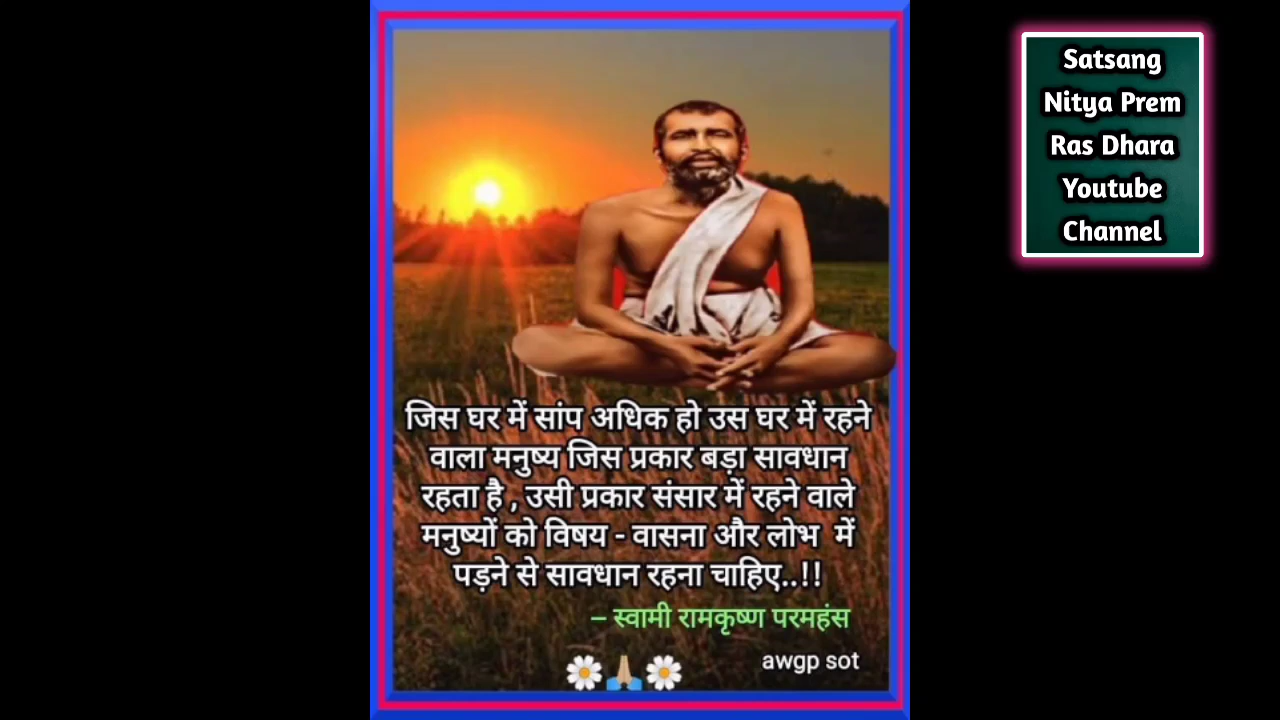 जिस घर में सांप अधिक हो उस घर में रहने
वाला मनुष्य जिस प्रकार बड़ा सावधान
रहता है , उसी प्रकार संसार में रहने वाले
मनुष्यों को विषय - वासना और लोभ में
पड़ने से सावधान रहना चाहिए..!!
– स्वामी रामकृष्ण परमहंस
awgp sot
Satsang
Nitya Prem
Ras Dhara
Youtube
Channel